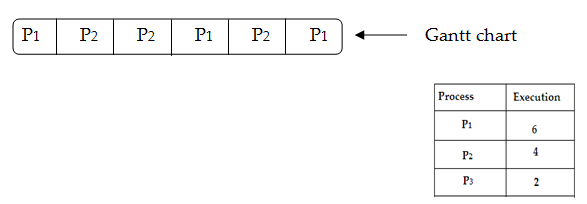 P1 P2 P2 P1 P2 P1 Gantt chart
Process Execution
P1 6
P2 4
P3 2